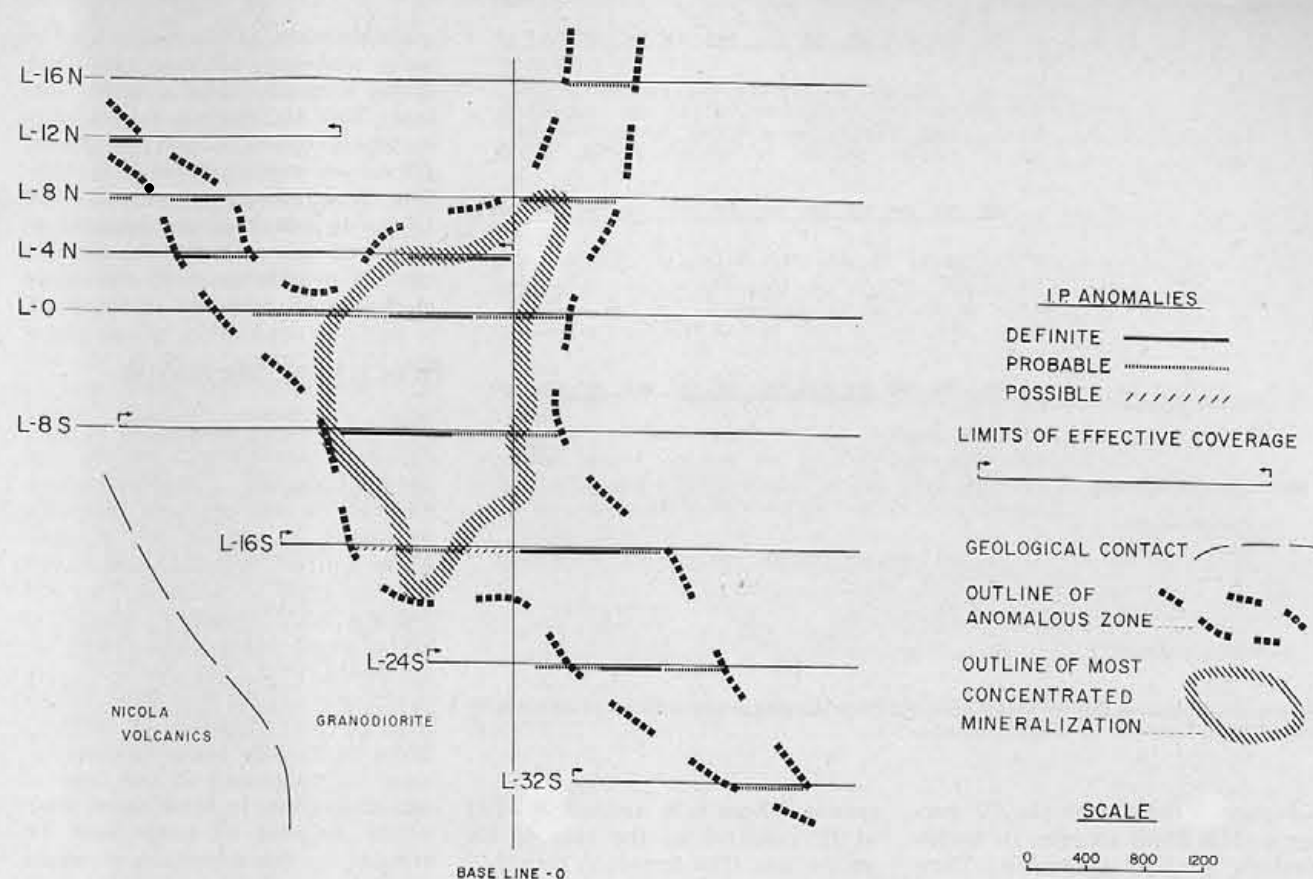 L-16N
L-12N
L-8N
L-4N
L-0
L-8S
L-16S
L-24S
L-32S
NICOLA
VOLCANICS
GRANODIORITE
BASE LINE - O
I.P. ANOMALIES
DEFINITE
PROBABLE
POSSIBLE
LIMITS OF EFFECTIVE COVERAGE
GEOLOGICAL CONTACT
OUTLINE OF
ANOMALOUS ZONE
OUTLINE OF MOST
CONCENTRATED
MINERALIZATION
SCALE
0 400 800 1200